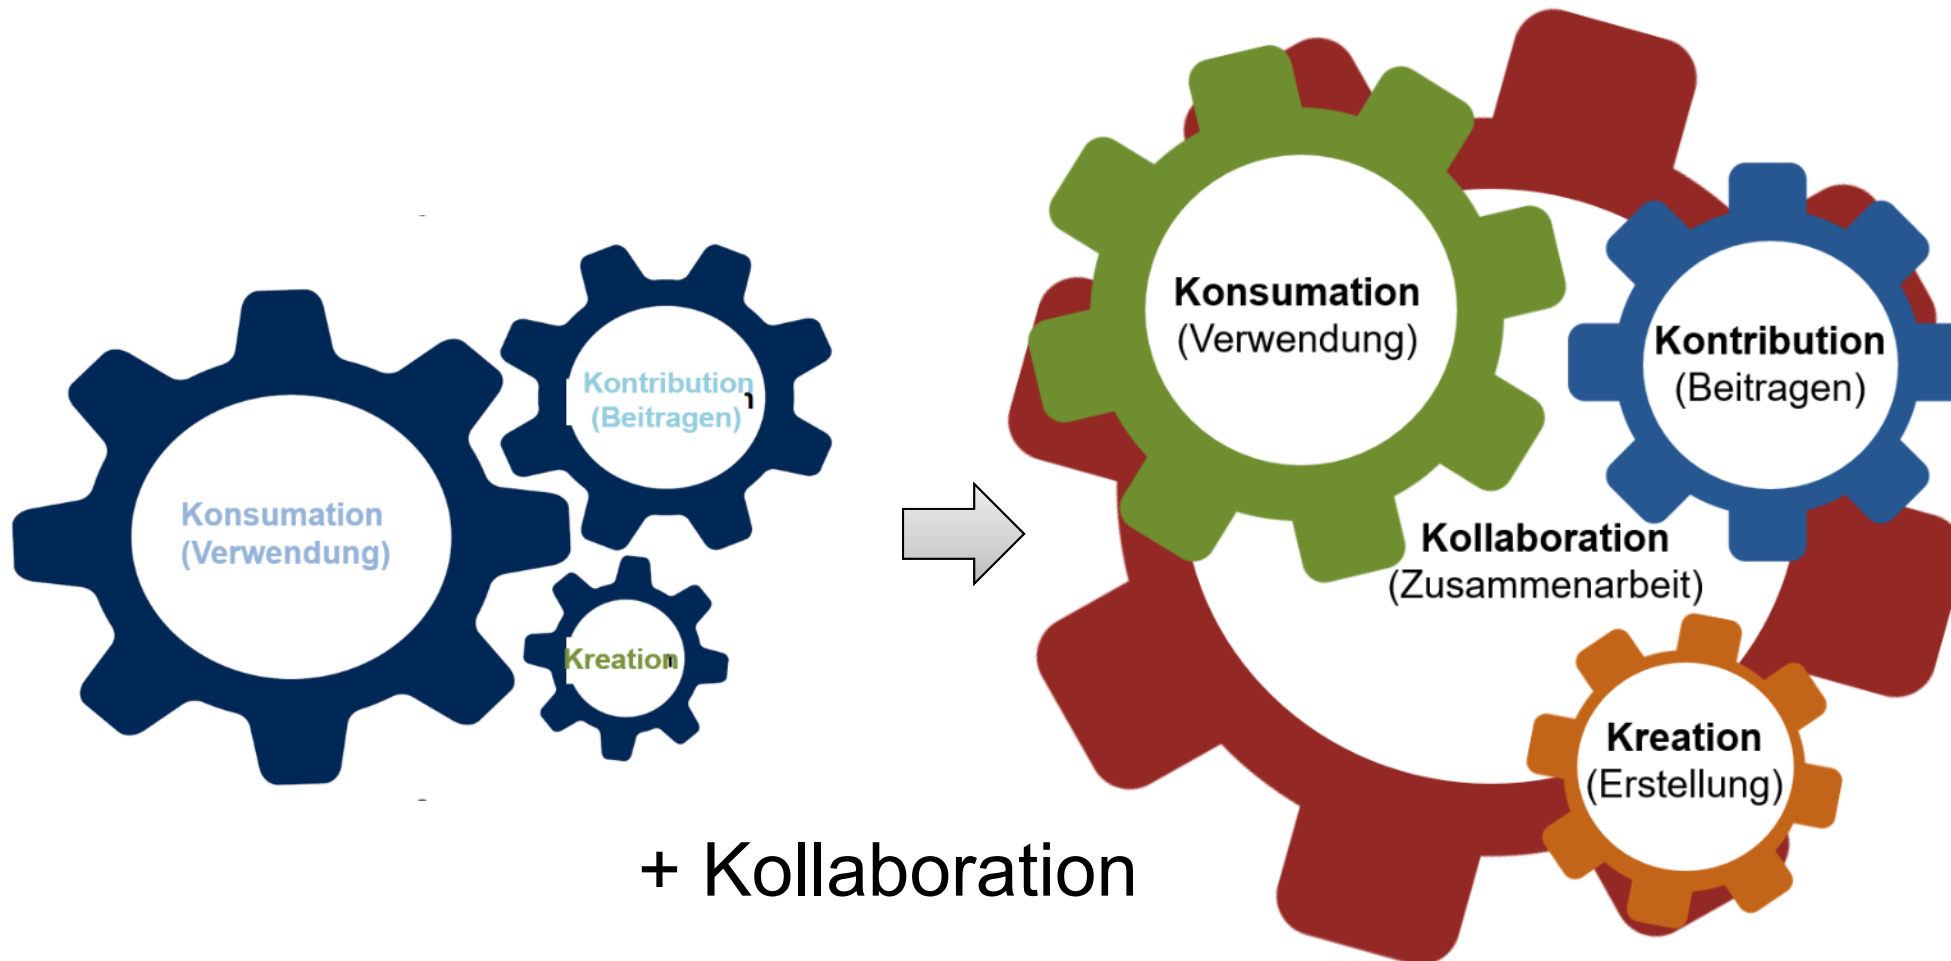 Konsumation
(Verwendung)
Kontribution
(Beitragen)
Kreation
+ Kollaboration
Konsumation
(Verwendung)
Kontribution
(Beitragen)
Kollaboration
(Zusammenarbeit)
Kreation
(Erstellung)